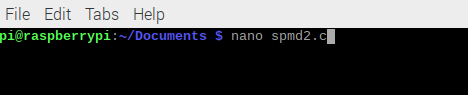 File Edit Tabs Help
pi@raspberrypi:~/Documents $ nano spmd2.c